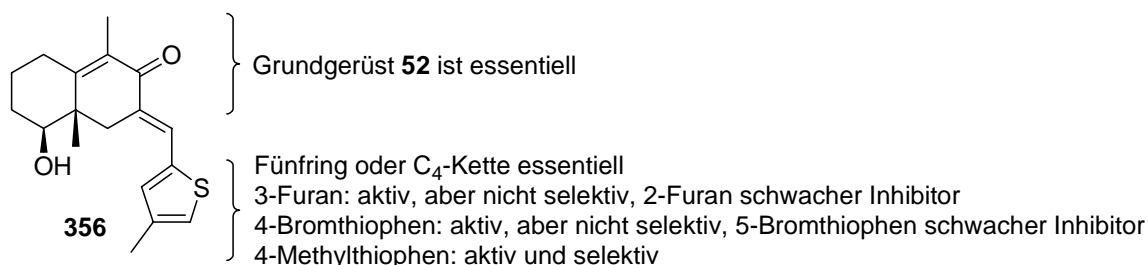 O
Grundgerüst 52 ist essentiell
OH
S
356
Fünfring oder C₄-Kette essentiell
3-Furan: aktiv, aber nicht selektiv, 2-Furan schwacher Inhibitor
4-Bromthiophen: aktiv, aber nicht selektiv, 5-Bromthiophen schwacher Inhibitor
4-Methylthiophen: aktiv und selektiv